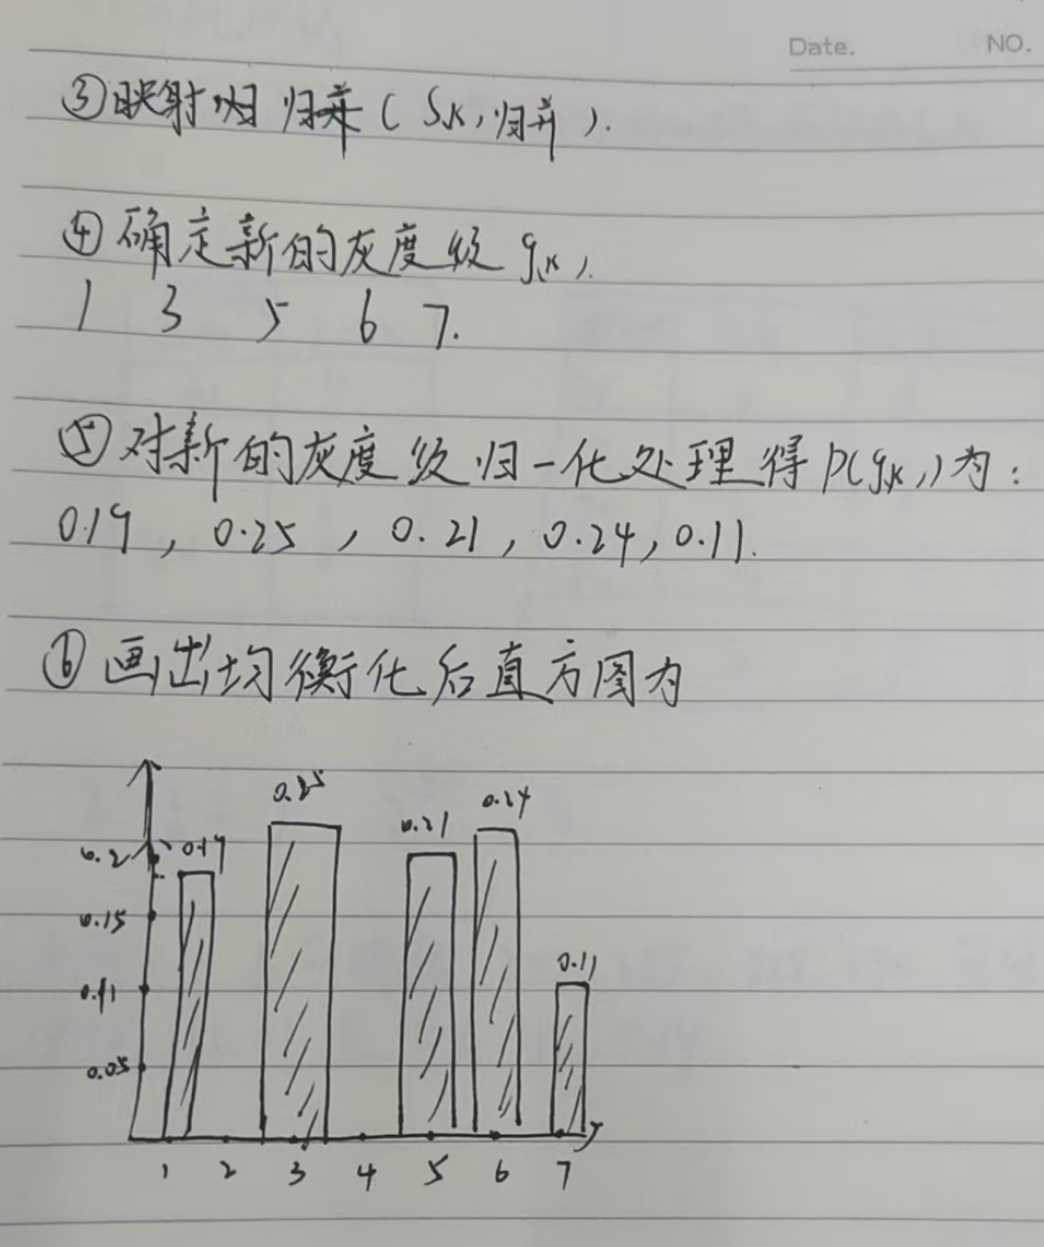 Date. NO.
③映射归 归并(Sk,归并).
④确定新的灰度级 g(k).
1 3 5 6 7.
⑤对新的灰度级归一化处理得P(g(k))为:
0.19, 0.25, 0.21, 0.24, 0.11.
⑥画出均衡化后直方图为
0.25
0.24
0.21
0.2
0.19
0.15
0.11
0.05
1 2 3 4 5 6 7